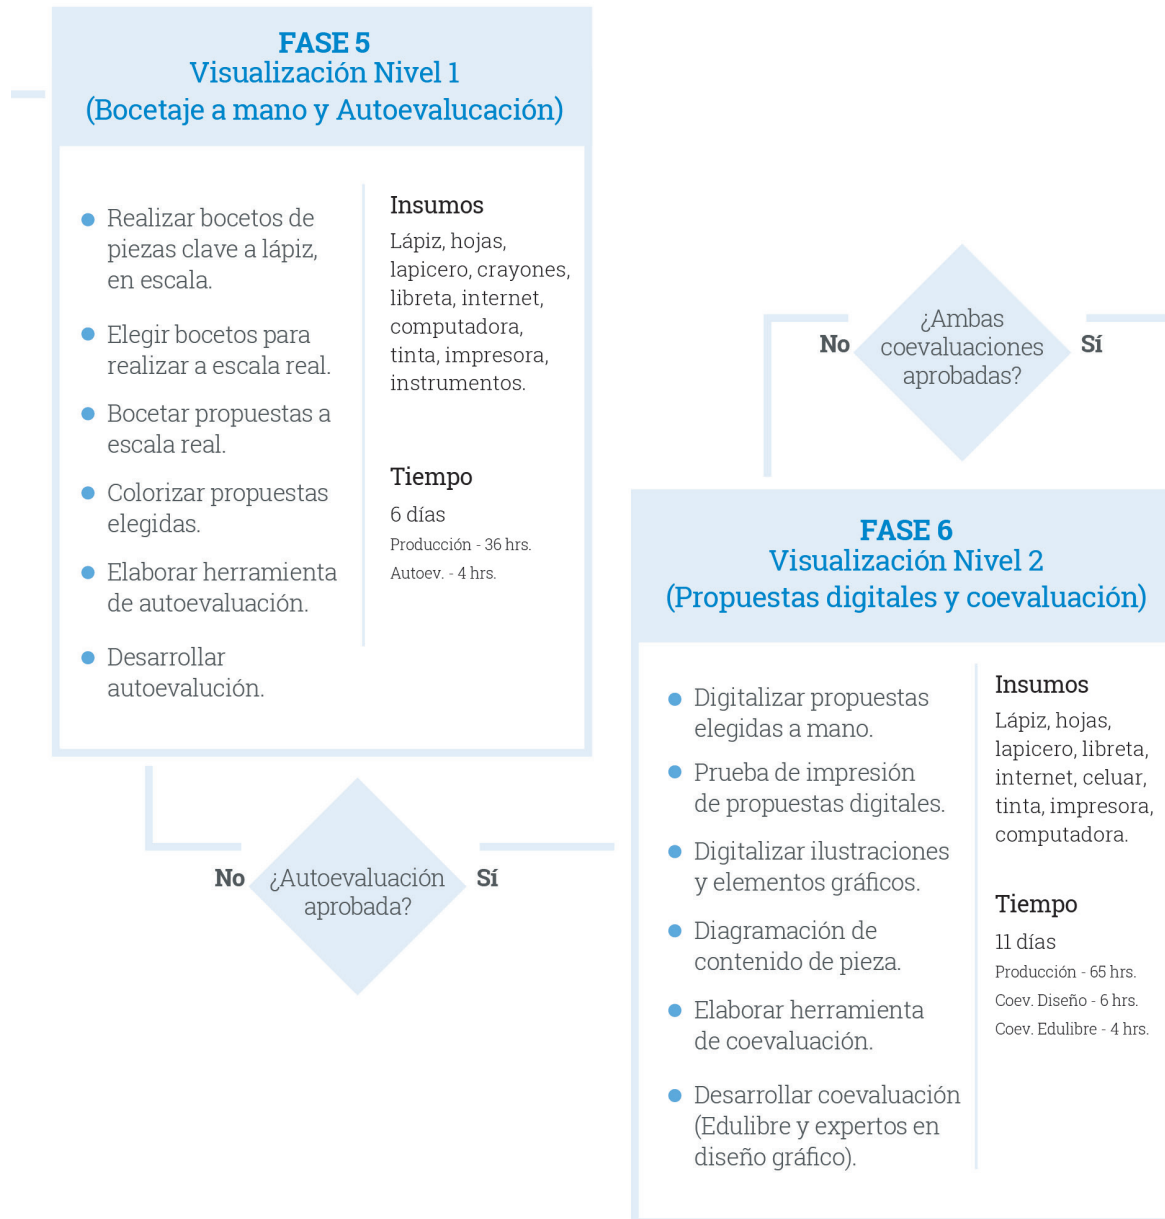 FASE 5
Visualización Nivel 1
(Bocetaje a mano y Autoevalucación)
Realizar bocetos de
piezas clave a lápiz,
en escala.
Elegir bocetos para
realizar a escala real.
Bocetar propuestas a
escala real.
Colorizar propuestas
elegidas.
Elaborar herramienta
de autoevaluación.
Desarrollar
autoevalución.
Insumos
Lápiz, hojas,
lapicero, crayones,
libreta, internet,
computadora,
tinta, impresora,
instrumentos.
Tiempo
6 días
Producción - 36 hrs.
Autoev. - 4 hrs.
No
¿Autoevaluación
aprobada?
Sí
No
¿Ambas
coevaluaciones
aprobadas?
Sí
FASE 6
Visualización Nivel 2
(Propuestas digitales y coevaluación)
Digitalizar propuestas
elegidas a mano.
Prueba de impresión
de propuestas digitales.
Digitalizar ilustraciones
y elementos gráficos.
Diagramación de
contenido de pieza.
Elaborar herramienta
de coevaluación.
Desarrollar coevaluación
(Edulibre y expertos en
diseño gráfico).
Insumos
Lápiz, hojas,
lapicero, libreta,
internet, celuar,
tinta, impresora,
computadora.
Tiempo
11 días
Producción - 65 hrs.
Coev. Diseño - 6 hrs.
Coev. Edulibre - 4 hrs.